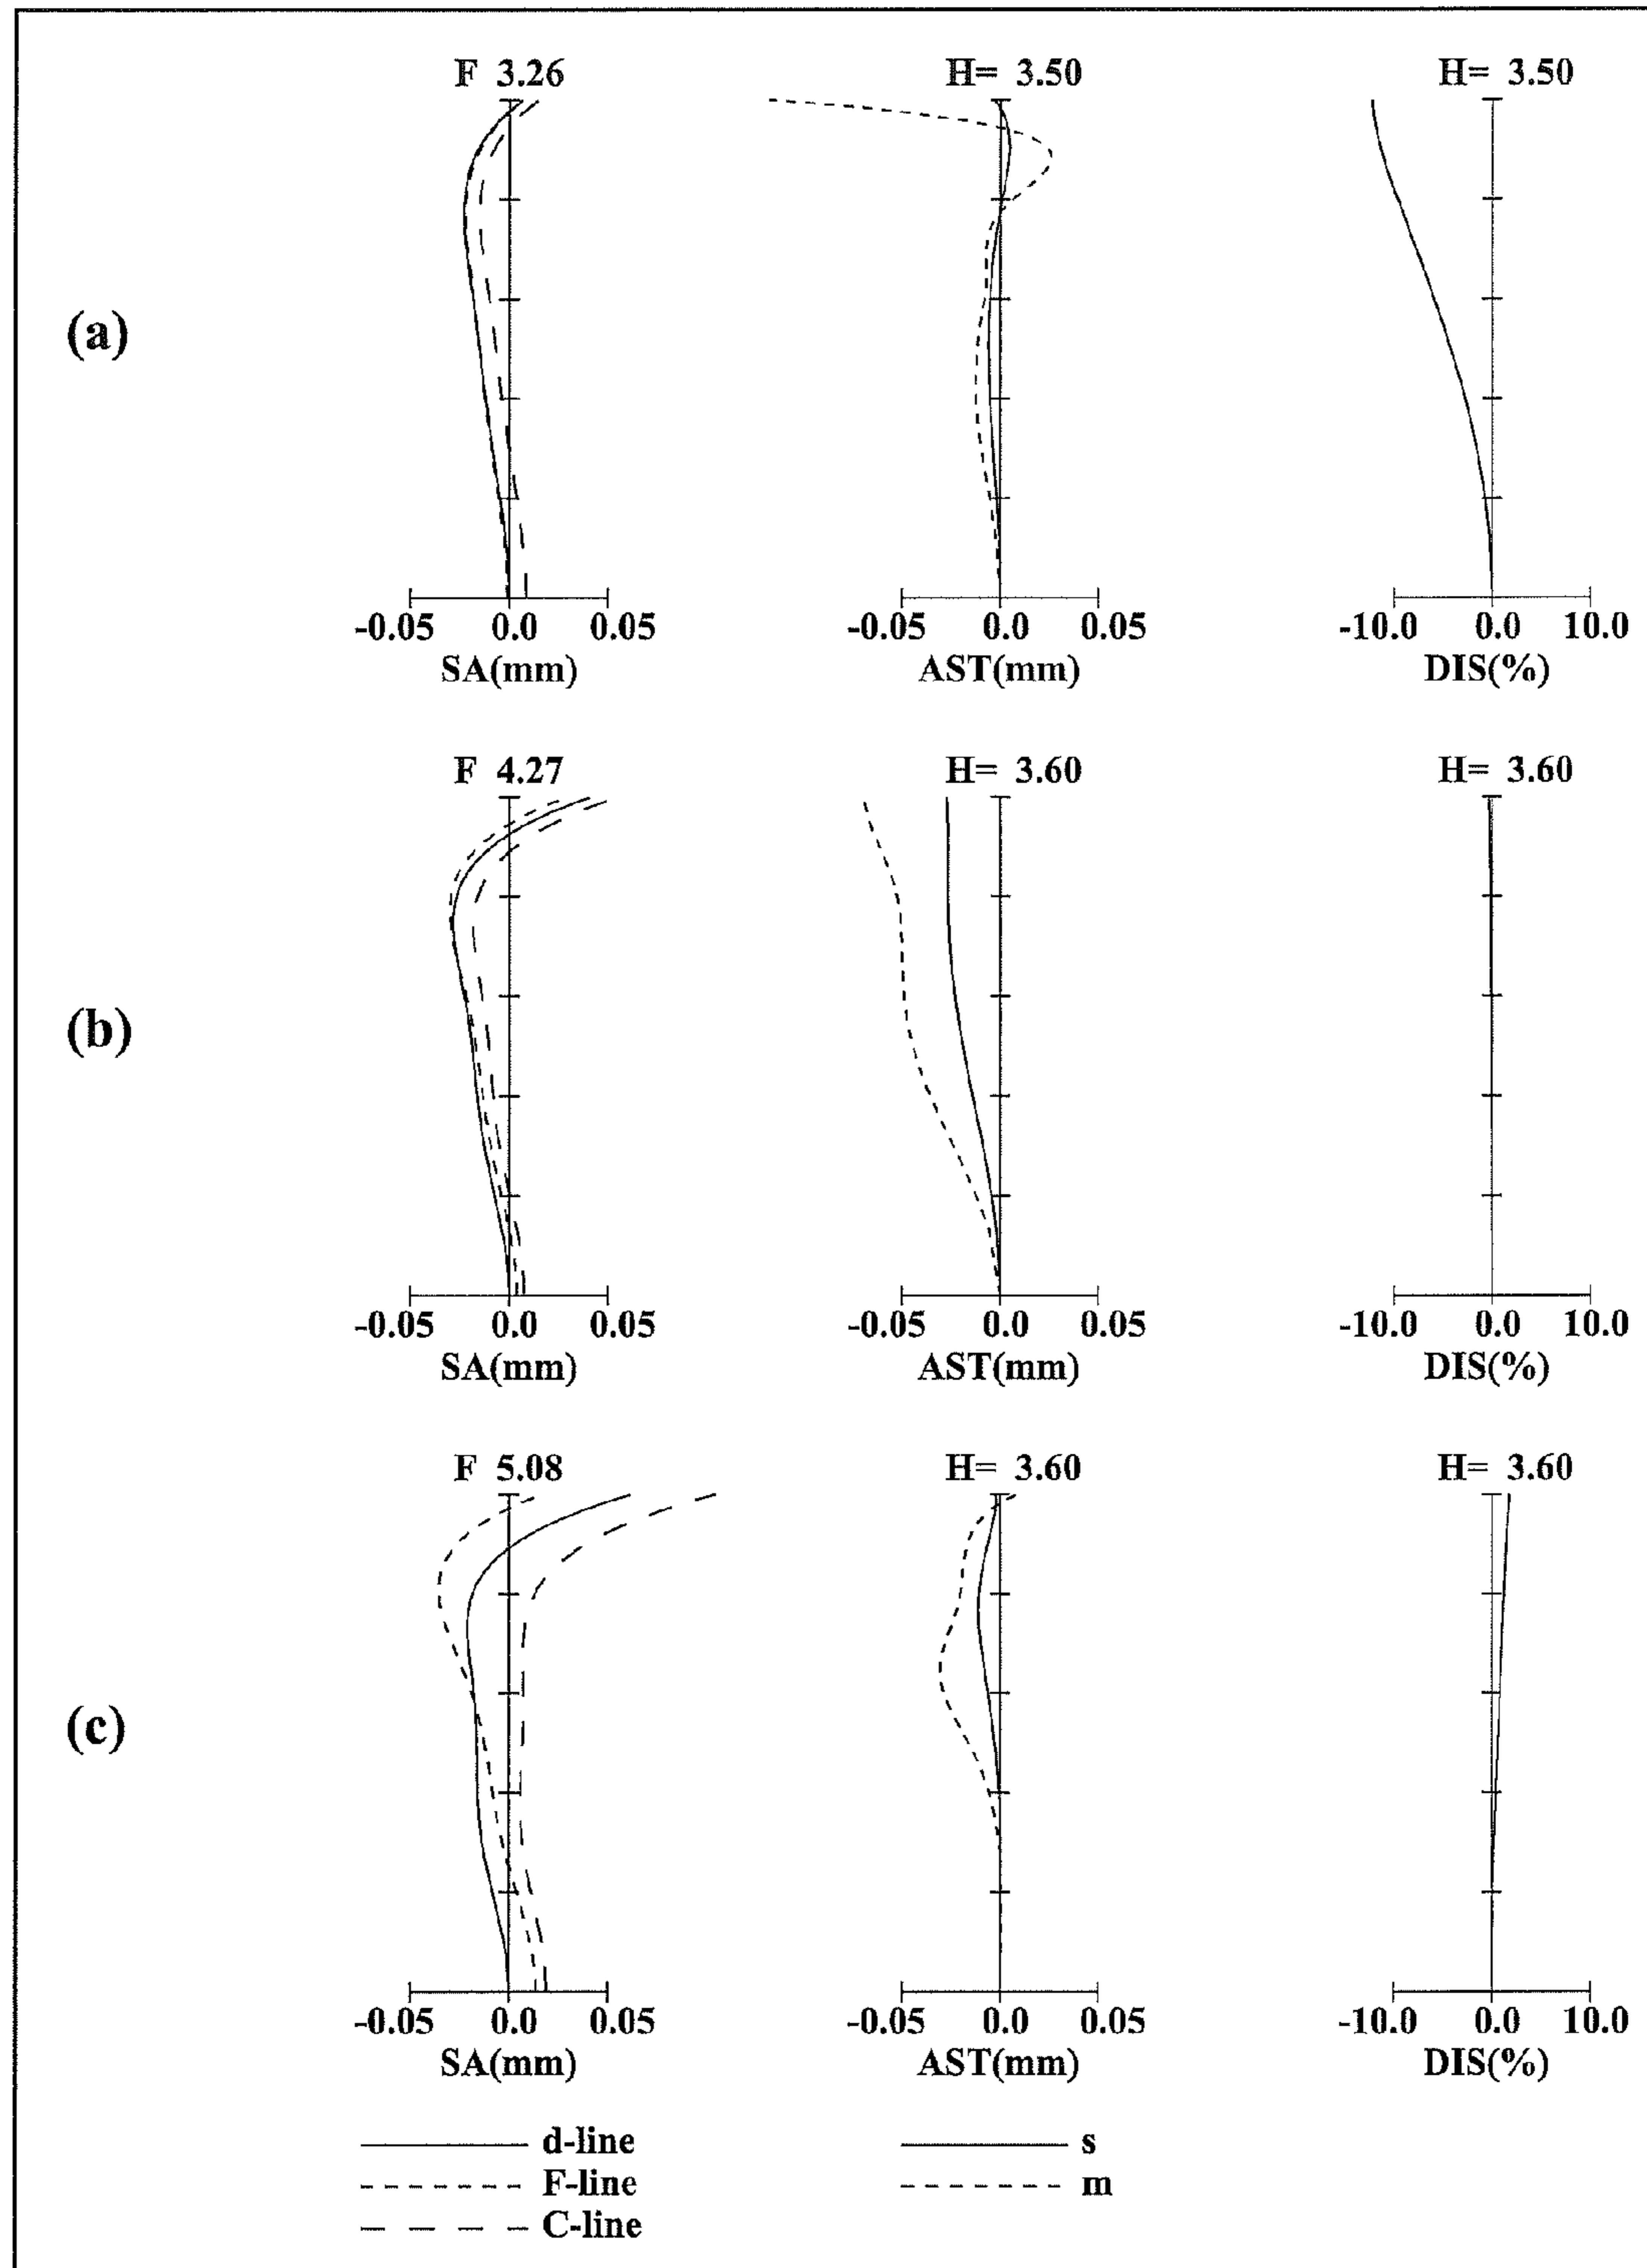 F 3.26 H= 3.50 H= 3.50
(a)
-0.05 0.0 0.05 -0.05 0.0 0.05 -10.0 0.0 10.0
SA(mm) AST(mm) DIS(%)
F 4.27 H= 3.60 H= 3.60
(b)
-0.05 0.0 0.05 -0.05 0.0 0.05 -10.0 0.0 10.0
SA(mm) AST(mm) DIS(%)
F 5.08 H= 3.60 H= 3.60
(c)
-0.05 0.0 0.05 -0.05 0.0 0.05 -10.0 0.0 10.0
SA(mm) AST(mm) DIS(%)
d-line s
F-line m
C-line